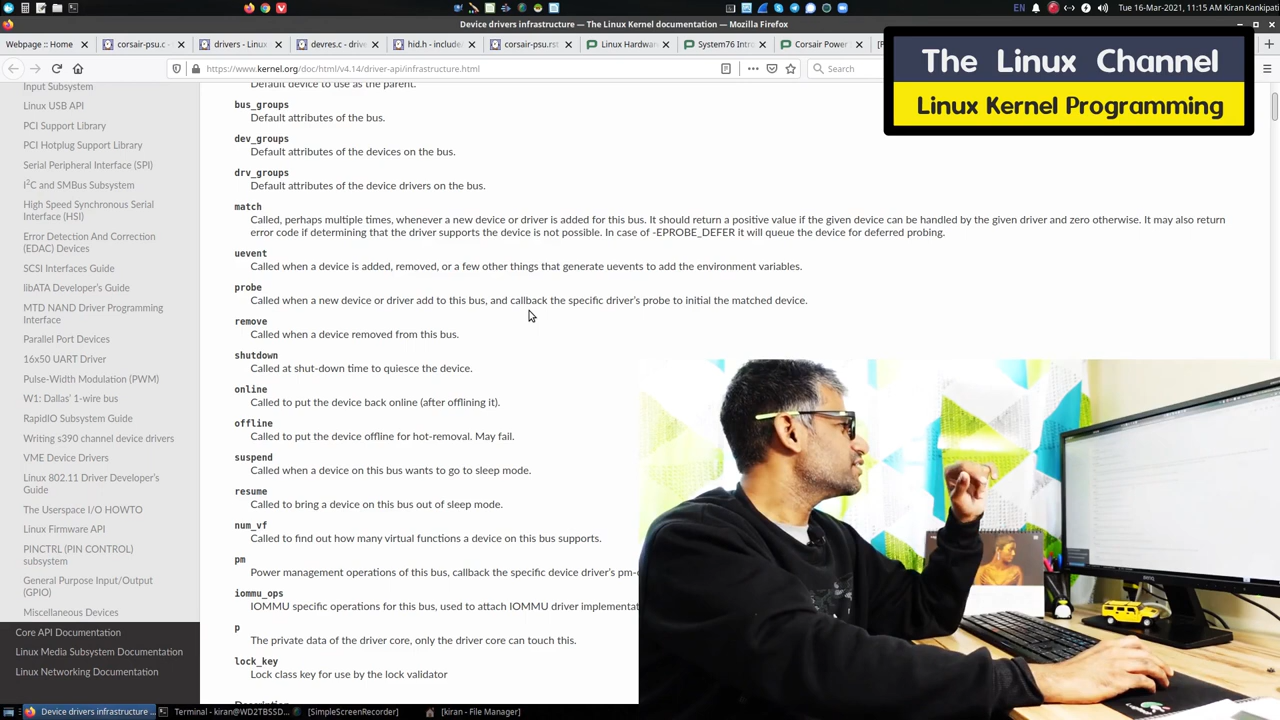 Device drivers infrastructure — The Linux Kernel documentation — Mozilla Firefox
EN
Tue 16-Mar-2021, 11:15 AM Kiran Kankipati
Webpage :: Home
corsair-psu.c -
drivers - Linux
devres.c - drive
hid.h - include/
corsair-psu.rst
Linux Hardwar
System76 Intro
Corsair Power
https://www.kernel.org/doc/html/v4.14/driver-api/infrastructure.html
Search
The Linux Channel
Linux Kernel Programming
Input Subsystem
Linux USB API
PCI Support Library
PCI Hotplug Support Library
Serial Peripheral Interface (SPI)
I2C and SMBus Subsystem
High Speed Synchronous Serial
Interface (HSI)
Error Detection And Correction
(EDAC) Devices
SCSI Interfaces Guide
libATA Developer's Guide
MTD NAND Driver Programming
Interface
Parallel Port Devices
16x50 UART Driver
Pulse-Width Modulation (PWM)
W1: Dallas' 1-wire bus
RapidIO Subsystem Guide
Writing s390 channel device drivers
VME Device Drivers
Linux 802.11 Driver Developer's
Guide
The Userspace I/O HOWTO
Linux Firmware API
PINCTRL (PIN CONTROL)
subsystem
General Purpose Input/Output
(GPIO)
Miscellaneous Devices
Core API Documentation
Linux Media Subsystem Documentation
Linux Networking Documentation
Default device to use as the parent.
bus_groups
Default attributes of the bus.
dev_groups
Default attributes of the devices on the bus.
drv_groups
Default attributes of the device drivers on the bus.
match
Called, perhaps multiple times, whenever a new device or driver is added for this bus. It should return a positive value if the given device can be handled by the given driver and zero otherwise. It may also return
error code if determining that the driver supports the device is not possible. In case of -EPROBE_DEFER it will queue the device for deferred probing.
uevent
Called when a device is added, removed, or a few other things that generate uevents to add the environment variables.
probe
Called when a new device or driver add to this bus, and callback the specific driver's probe to initial the matched device.
remove
Called when a device removed from this bus.
shutdown
Called at shut-down time to quiesce the device.
online
Called to put the device back online (after offlining it).
offline
Called to put the device offline for hot-removal. May fail.
suspend
Called when a device on this bus wants to go to sleep mode.
resume
Called to bring a device on this bus out of sleep mode.
num_vf
Called to find out how many virtual functions a device on this bus supports.
pm
Power management operations of this bus, callback the specific device driver's pm-
iommu_ops
IOMMU specific operations for this bus, used to attach IOMMU driver implementat
p
The private data of the driver core, only the driver core can touch this.
lock_key
Lock class key for use by the lock validator
Description
Device drivers infrastructure ...
Terminal - kiran@WD2TBSSD...
[SimpleScreenRecorder]
[kiran - File Manager]